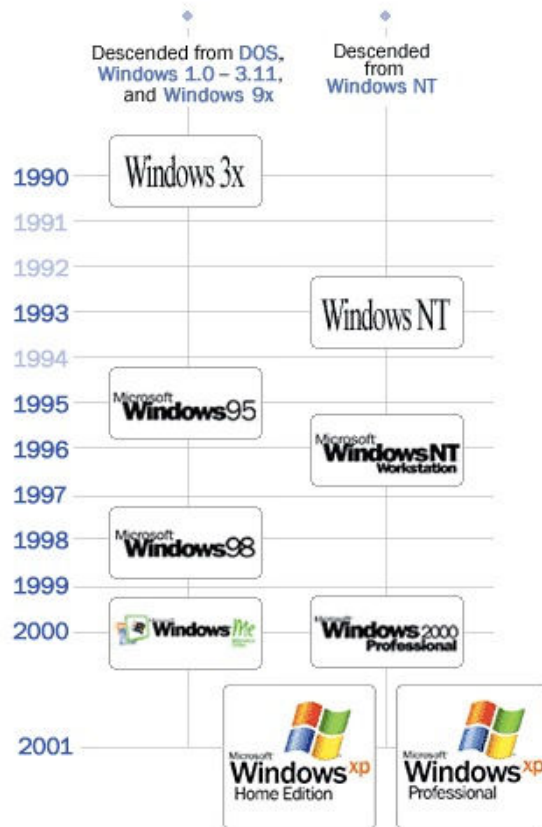 Descended from DOS,
Windows 1.0 – 3.11,
and Windows 9x
Descended
from
Windows NT
1990
Windows 3x
1991
1992
1993
Windows NT
1994
1995
Microsoft
Windows95
1996
Microsoft
WindowsNT
Workstation
1997
1998
Microsoft
Windows98
1999
2000
Windows Me
Microsoft
Windows 2000
Professional
2001
Microsoft
Windows xp
Home Edition
Microsoft
Windows xp
Professional